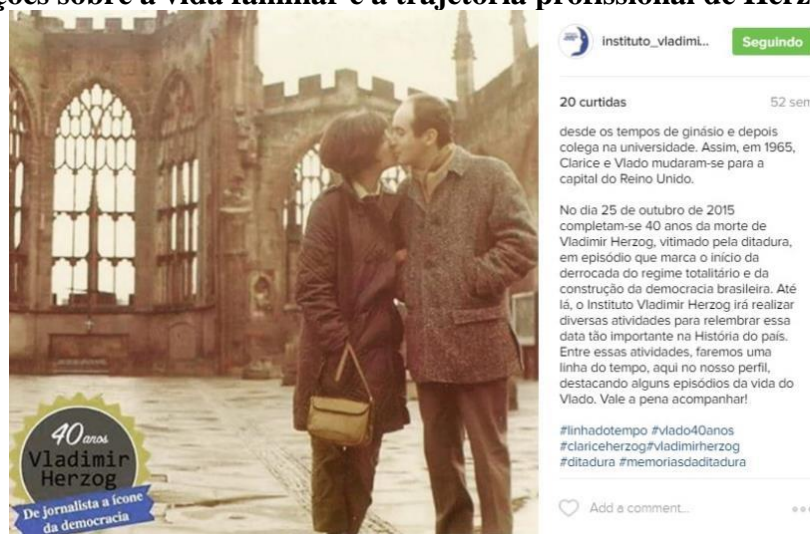 ções sobre a vida familiar e a trajetória profissional de Herz
instituto_vladimi...
Seguindo
20 curtidas
52 sem
desde os tempos de ginásio e depois
colega na universidade. Assim, em 1965,
Clarice e Vlado mudaram-se para a
capital do Reino Unido.
No dia 25 de outubro de 2015
completam-se 40 anos da morte de
Vladimir Herzog, vitimado pela ditadura,
em episódio que marca o início da
derrocada do regime totalitário e da
construção da democracia brasileira. Até
lá, o Instituto Vladimir Herzog irá realizar
diversas atividades para relembrar essa
data tão importante na História do país.
Entre essas atividades, faremos uma
linha do tempo, aqui no nosso perfil,
destacando alguns episódios da vida do
Vlado. Vale a pena acompanhar!
#linhadotempo #vlado40anos
#clariceherzog#vladimirherzog
#ditadura #memoriasdaditadura
Add a comment...
40 anos
Vladimir
Herzog
De jornalista a ícone
da democracia